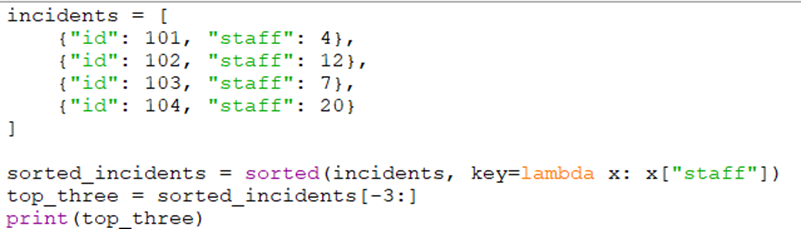 incidents = [
    {"id": 101, "staff": 4},
    {"id": 102, "staff": 12},
    {"id": 103, "staff": 7},
    {"id": 104, "staff": 20}
]

sorted_incidents = sorted(incidents, key=lambda x: x["staff"])
top_three = sorted_incidents[-3:]
print(top_three)